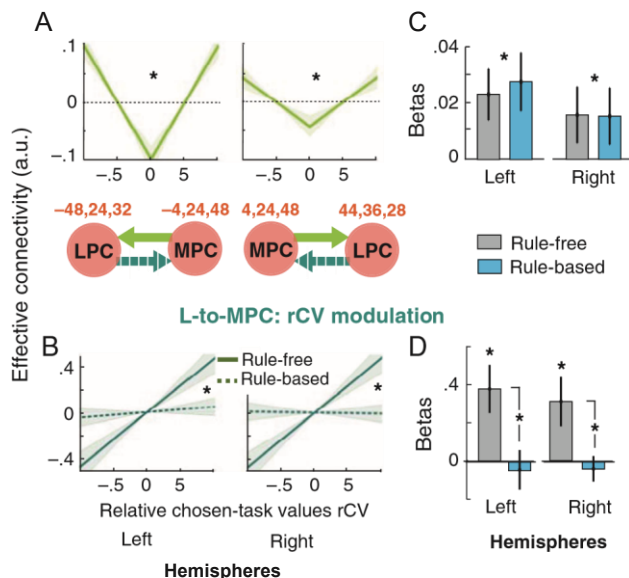 A
C
Effective connectivity (a.u.)
.1
0
–.1
*
*
–.5 0 5
–.5 0 5
.04
.02
0
Betas
*
*
Left
Right
–48,24,32 –4,24,48 4,24,48 44,36,28
LPC MPC MPC LPC
Rule-free
Rule-based
L-to-MPC: rCV modulation
B
D
.4
0
–.4
Rule-free
Rule-based
*
*
–.5 0 5
–.5 0 5
Relative chosen-task values rCV
Left Right
Hemispheres
.4
0
Betas
* *
* *
Left Right
Hemispheres